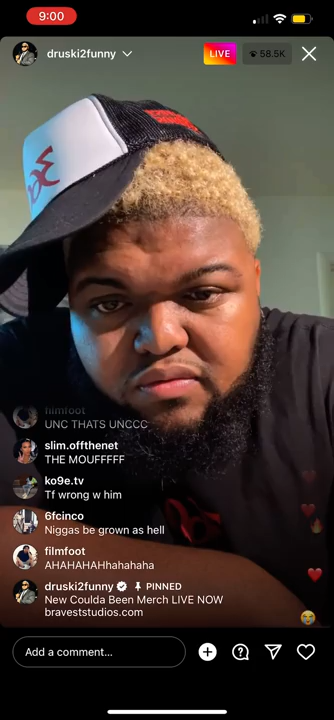 9:00
druski2funny
LIVE
58.5K
filmfoot
UNC THATS UNCCC
slim.offthenet
THE MOUFFFFF
ko9e.tv
Tf wrong w him
6fcinco
Niggas be grown as hell
filmfoot
AHAHAHAHhahahaha
druski2funny PINNED
New Coulda Been Merch LIVE NOW
braveststudios.com
Add a comment...